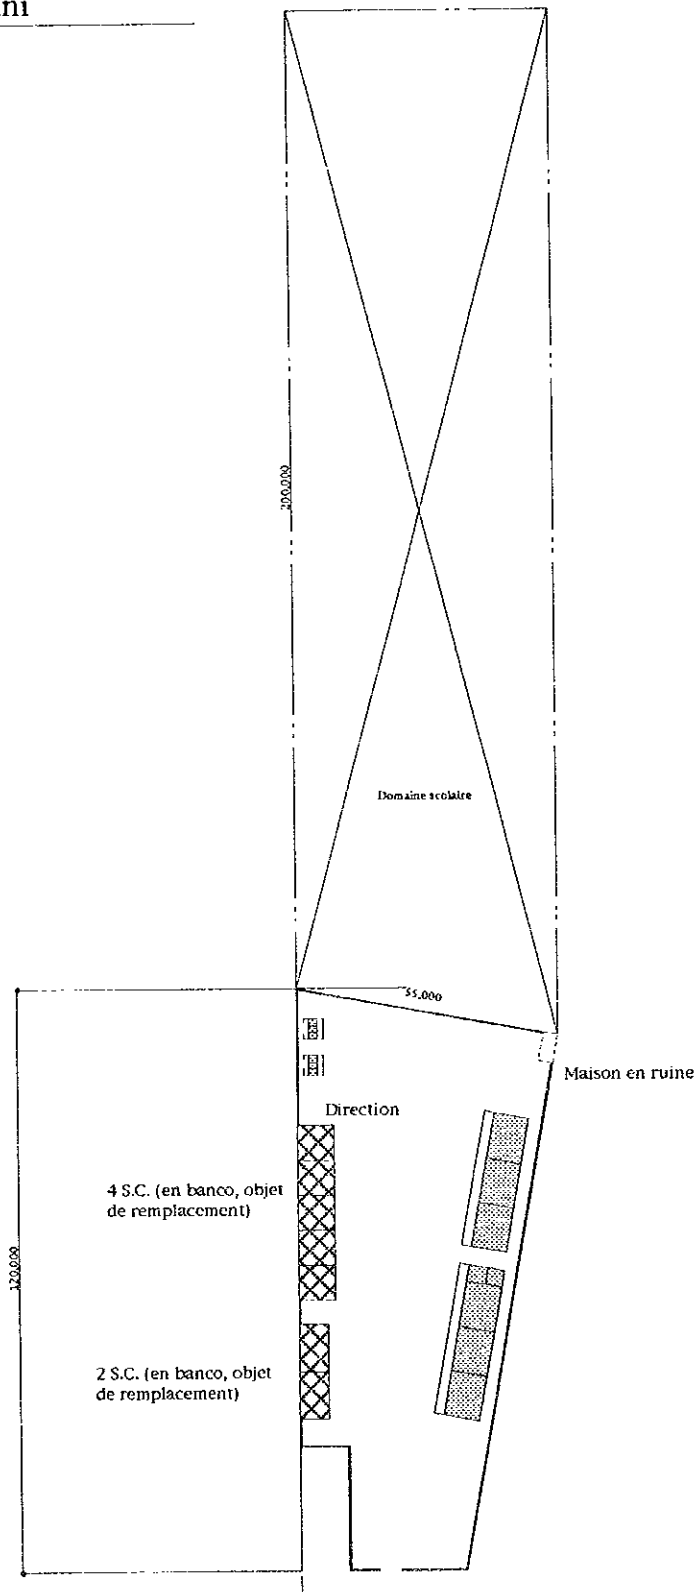 200.000
Domaine scolaire
55.000
Maison en ruine
Direction
4 S.C. (en banco, objet
de remplacement)
120.000
2 S.C. (en banco, objet
de remplacement)